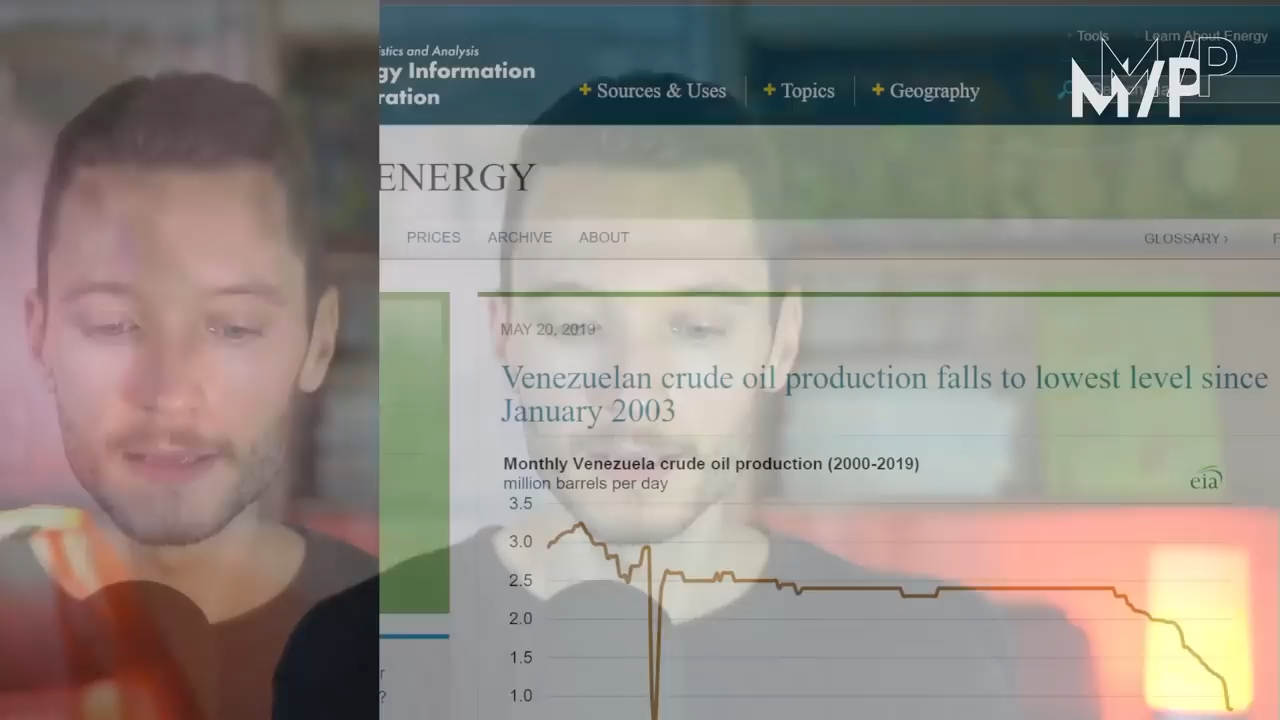 istics and Analysis
gy Information
ration
Tools
Learn About Energy
M/P
M/P
+ Sources & Uses
+ Topics
+ Geography
ENERGY
PRICES
ARCHIVE
ABOUT
GLOSSARY ›
F
MAY 20, 2019
Venezuelan crude oil production falls to lowest level since
January 2003
Monthly Venezuela crude oil production (2000-2019)
million barrels per day
eia
3.5
3.0
2.5
2.0
1.5
1.0
r
?